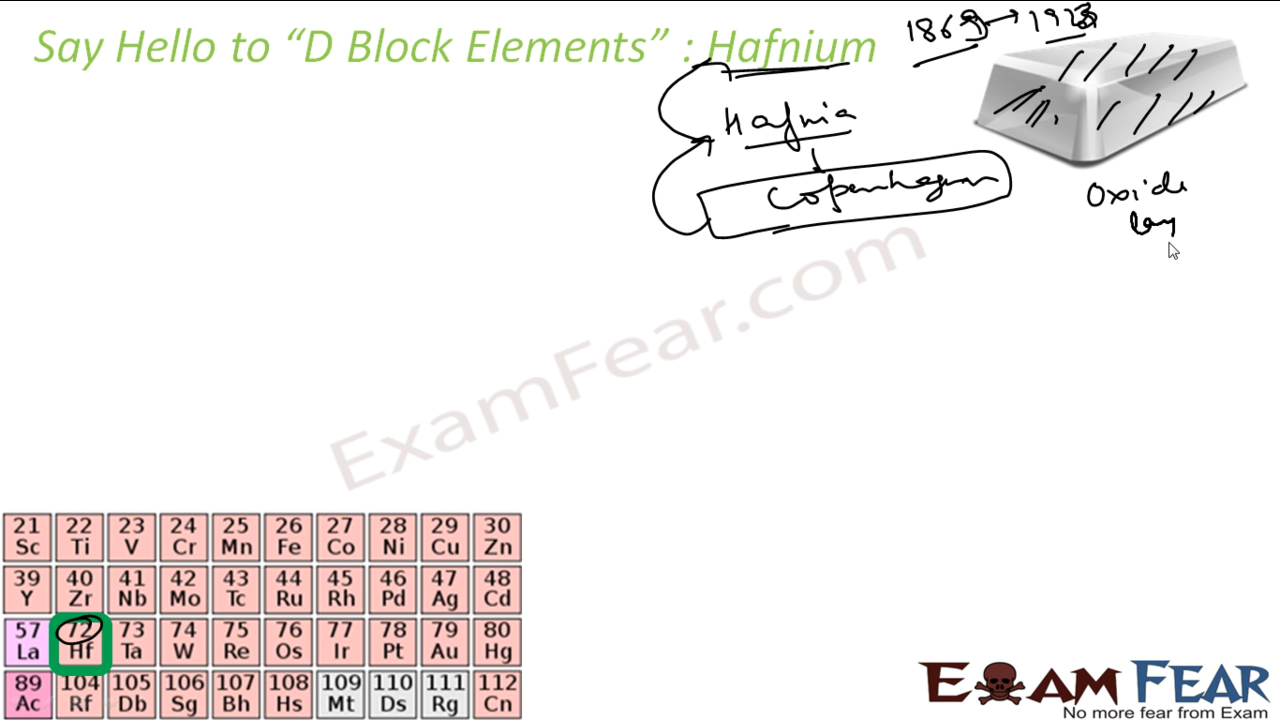 Say Hello to “D Block Elements” : Hafnium
1869 → 1923
Hafnia
Copenhagen
Oxide
lay
ExamFear.com
21 22 23 24 25 26 27 28 29 30
Sc Ti V Cr Mn Fe Co Ni Cu Zn
39 40 41 42 43 44 45 46 47 48
Y Zr Nb Mo Tc Ru Rh Pd Ag Cd
57 72 73 74 75 76 77 78 79 80
La Hf Ta W Re Os Ir Pt Au Hg
89 104 105 106 107 108 109 110 111 112
Ac Rf Db Sg Bh Hs Mt Ds Rg Cn
EXAM FEAR
No more fear from Exam